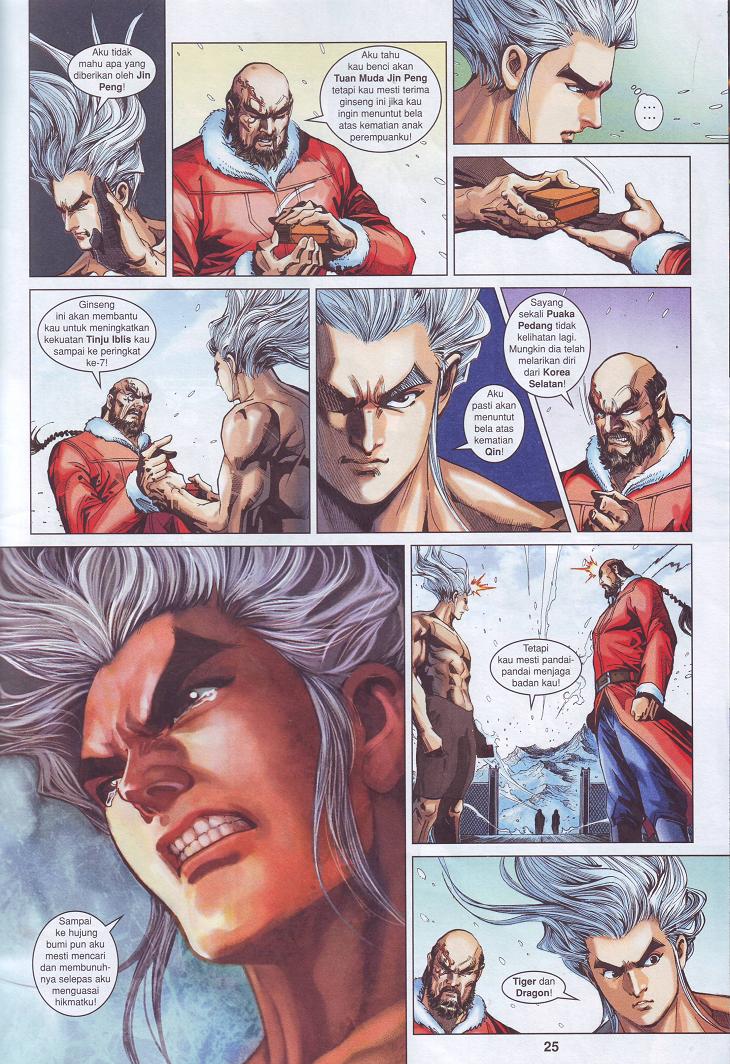 Aku tidak
mahu apa yang
diberikan oleh Jin
Peng!
Aku tahu
kau benci akan
Tuan Muda Jin Peng
tetapi kau mesti terima
ginseng ini jika kau
ingin menuntut bela
atas kematian anak
perempuanku!
... ...
Ginseng
ini akan membantu
kau untuk meningkatkan
kekuatan Tinju Iblis kau
sampai ke peringkat
ke-7!
Aku
pasti akan
menuntut
bela atas
kematian
Qin!
Sayang
sekali Puaka
Pedang tidak
kelihatan lagi.
Mungkin dia telah
melarikan diri
dari Korea
Selatan!
Sampai
ke hujung
bumi pun aku
mesti mencari
dan membunuh-
nya selepas aku
menguasai
hikmatku!
Tetapi
kau mesti pandai-
pandai menjaga
badan kau!
Tiger dan
Dragon!
25